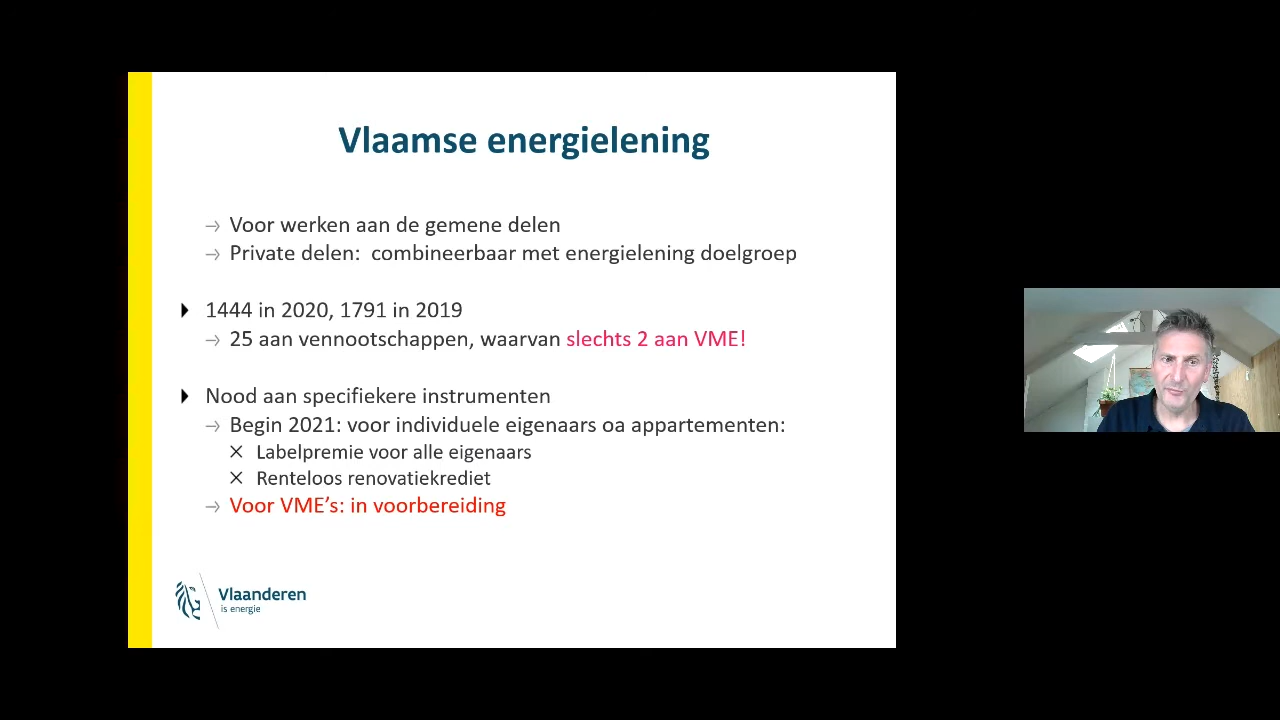 Vlaamse energielening
Voor werken aan de gemene delen
Private delen: combineerbaar met energielening doelgroep
1444 in 2020, 1791 in 2019
25 aan vennootschappen, waarvan slechts 2 aan VME!
Nood aan specifiekere instrumenten
Begin 2021: voor individuele eigenaars oa appartementen:
Labelpremie voor alle eigenaars
Renteloos renovatiekrediet
Voor VME's: in voorbereiding
Vlaanderen
is energie